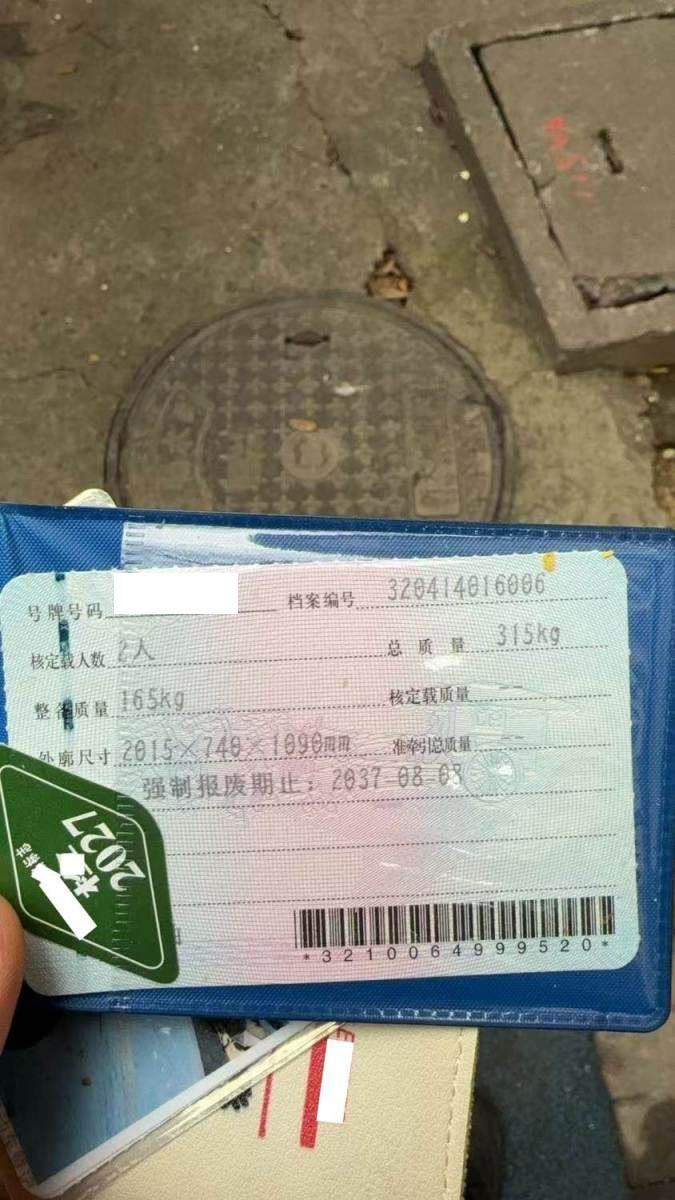 号牌号码 档案编号 320414016006
核定载人数 2人 总质量 315kg
整备质量 165kg 核定载质量 --
外廓尺寸 2015×740×1090mm 准牵引总质量 --
强制报废期止：2037-08-08
2027
*3210064999520*